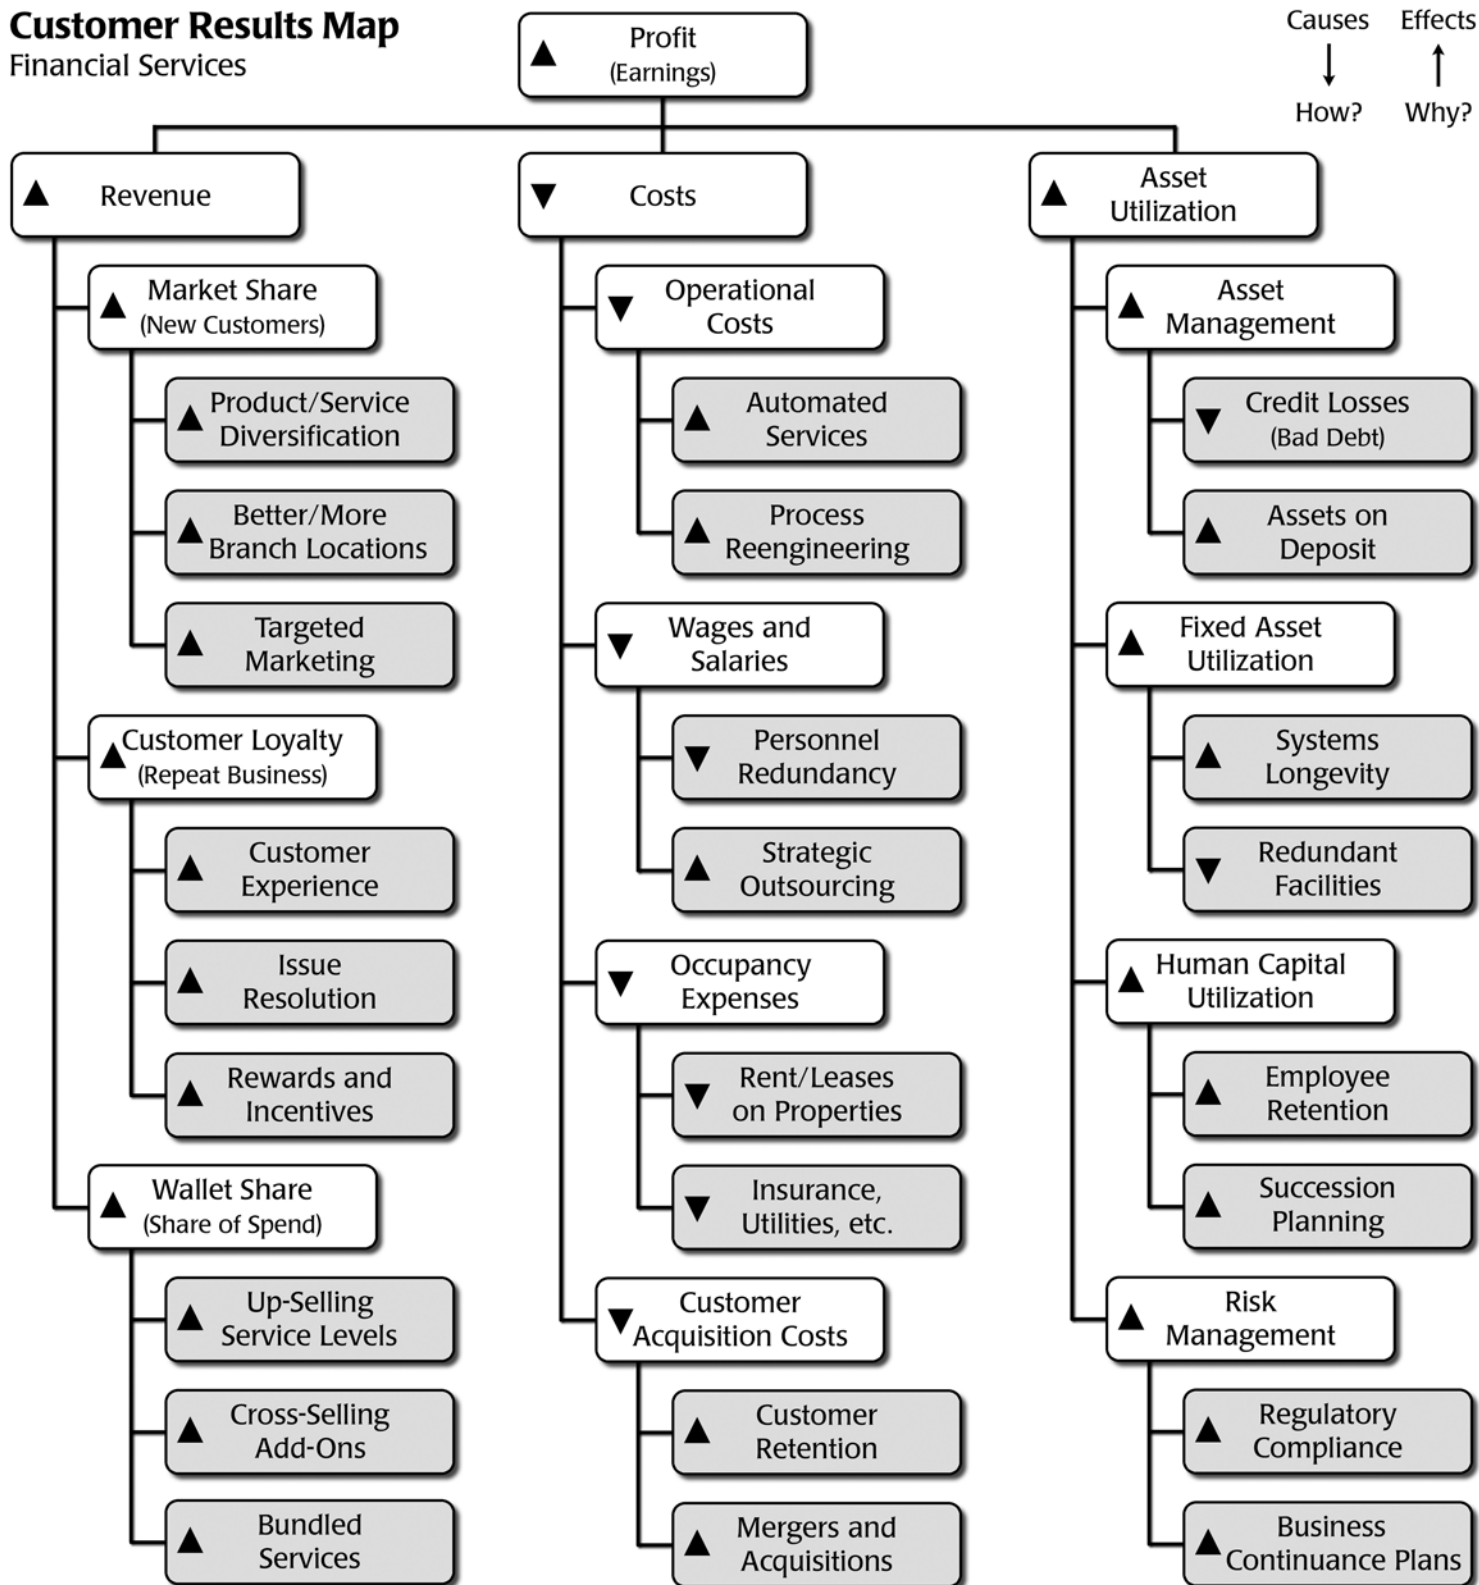 Customer Results Map
Financial Services
Causes
Effects
How?
Why?
Profit
(Earnings)
Revenue
Market Share
(New Customers)
Product/Service
Diversification
Better/More
Branch Locations
Targeted
Marketing
Customer Loyalty
(Repeat Business)
Customer
Experience
Issue
Resolution
Rewards and
Incentives
Wallet Share
(Share of Spend)
Up-Selling
Service Levels
Cross-Selling
Add-Ons
Bundled
Services
Costs
Operational
Costs
Automated
Services
Process
Reengineering
Wages and
Salaries
Personnel
Redundancy
Strategic
Outsourcing
Occupancy
Expenses
Rent/Leases
on Properties
Insurance,
Utilities, etc.
Customer
Acquisition Costs
Customer
Retention
Mergers and
Acquisitions
Asset
Utilization
Asset
Management
Credit Losses
(Bad Debt)
Assets on
Deposit
Fixed Asset
Utilization
Systems
Longevity
Redundant
Facilities
Human Capital
Utilization
Employee
Retention
Succession
Planning
Risk
Management
Regulatory
Compliance
Business
Continuance Plans